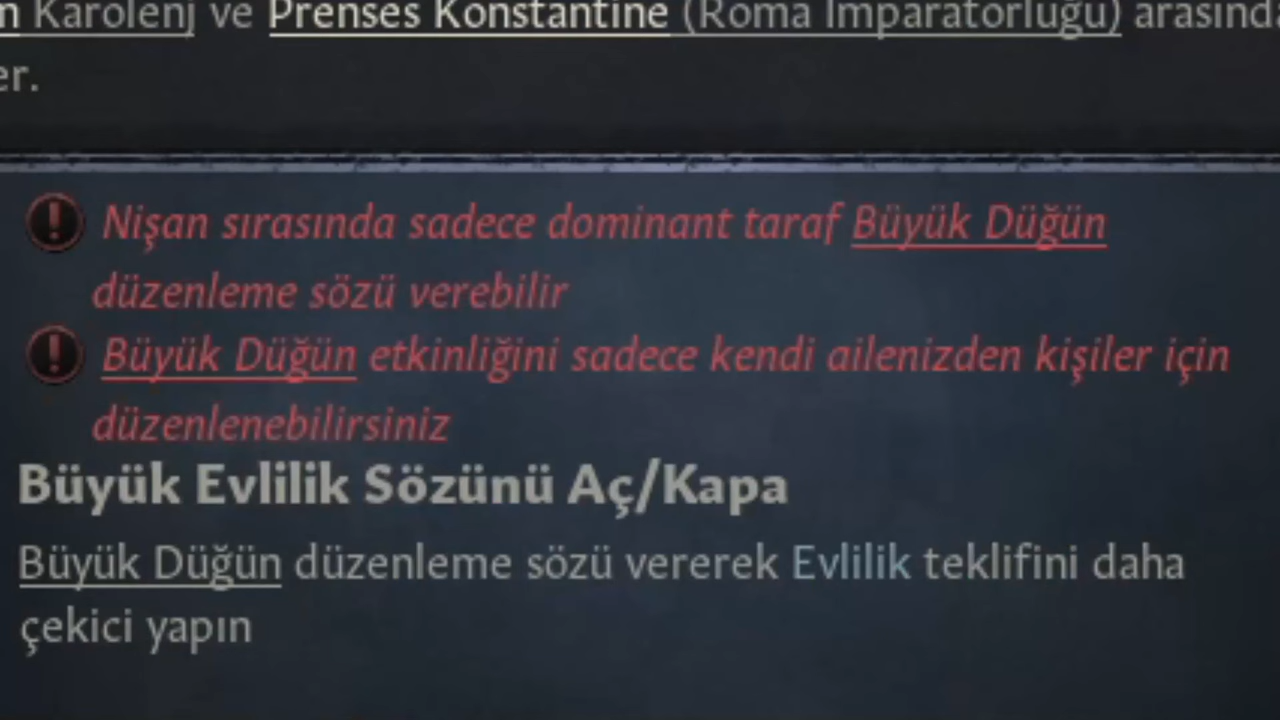 Karolenj ve Prenses Konstantine (Roma İmparatorluğu) arasında
er.
Nişan sırasında sadece dominant taraf Büyük Düğün
düzenleme sözü verebilir
Büyük Düğün etkinliğini sadece kendi ailenizden kişiler için
düzenlenebilirsiniz
Büyük Evlilik Sözünü Aç/Kapa
Büyük Düğün düzenleme sözü vererek Evlilik teklifini daha
çekici yapın